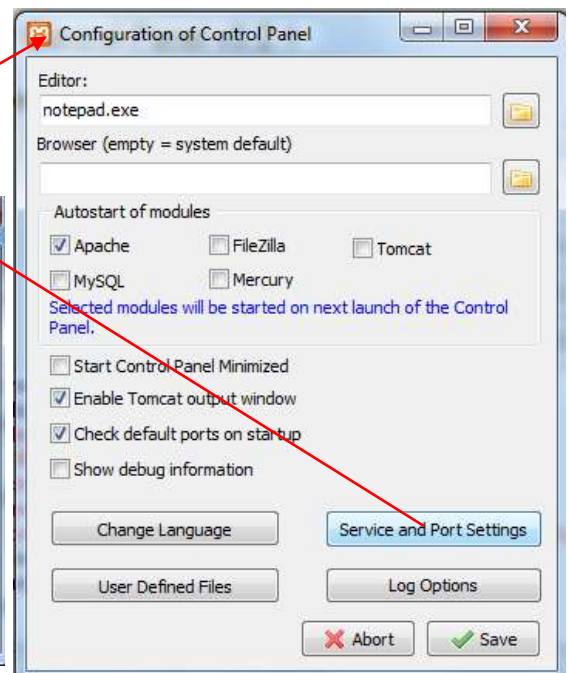 Configuration of Control Panel
Editor:
notepad.exe
Browser (empty = system default)
Autostart of modules
Apache FileZilla Tomcat
MySQL Mercury
Selected modules will be started on next launch of the Control
Panel.
Start Control Panel Minimized
Enable Tomcat output window
Check default ports on startup
Show debug information
Change Language Service and Port Settings
User Defined Files Log Options
Abort Save